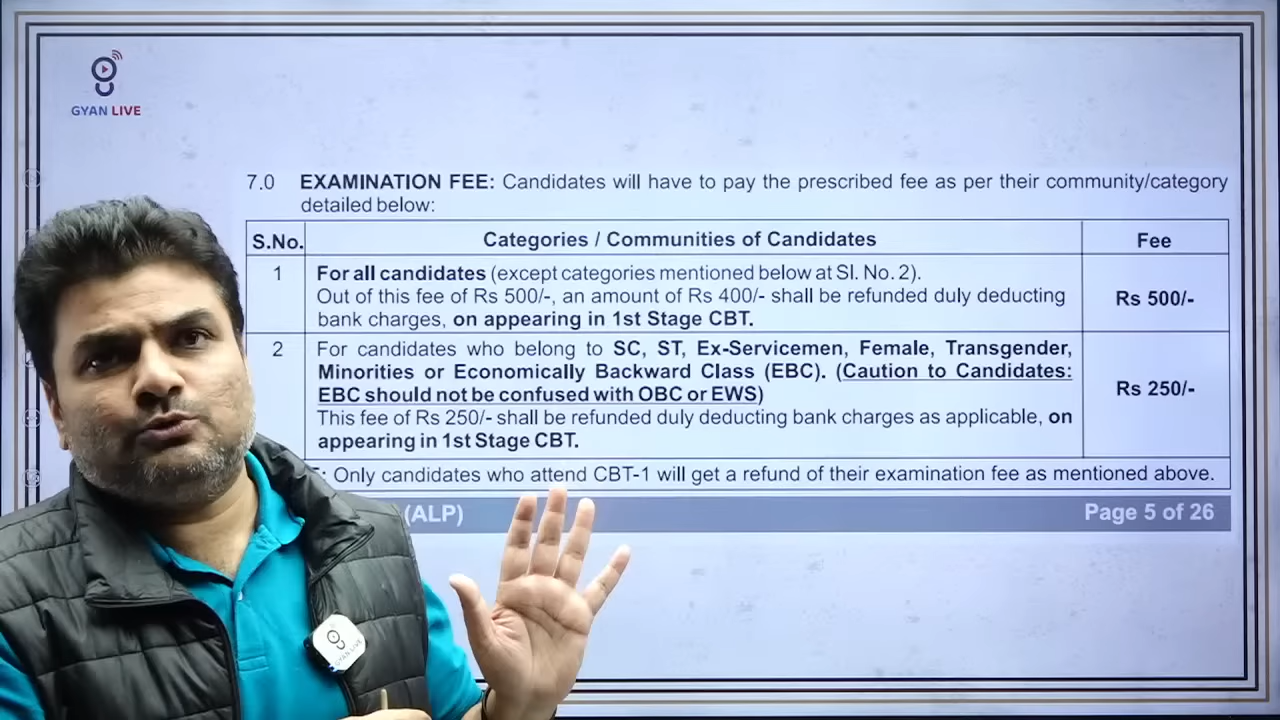 GYAN LIVE
7.0 EXAMINATION FEE: Candidates will have to pay the prescribed fee as per their community/category
detailed below:
S.No. Categories / Communities of Candidates Fee
1 For all candidates (except categories mentioned below at Sl. No. 2).
Out of this fee of Rs 500/-, an amount of Rs 400/- shall be refunded duly deducting
bank charges, on appearing in 1st Stage CBT.
Rs 500/-
2 For candidates who belong to SC, ST, Ex-Servicemen, Female, Transgender,
Minorities or Economically Backward Class (EBC). (Caution to Candidates:
EBC should not be confused with OBC or EWS)
This fee of Rs 250/- shall be refunded duly deducting bank charges as applicable, on
appearing in 1st Stage CBT.
Rs 250/-
: Only candidates who attend CBT-1 will get a refund of their examination fee as mentioned above.
(ALP) Page 5 of 26
GYAN LIVE